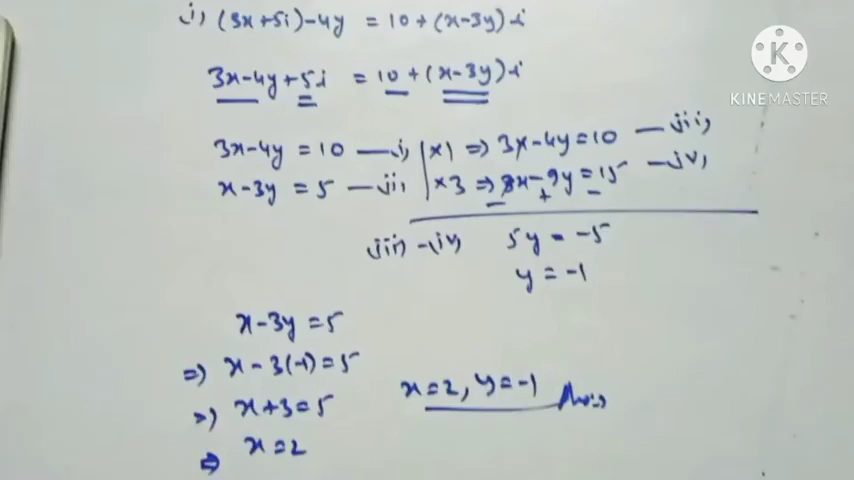 i) (3x+5i)-4y = 10+(x-3y)i
K
KINEMASTER
3x-4y+5i = 10+(x-3y)i
3x-4y = 10 —i) | ×1 => 3x-4y=10 —iii)
x-3y = 5 —ii) | ×3 => 3x-9y=15 —iv)
- + -
iii) -iv) 5y = -5
y = -1
x-3y = 5
=> x-3(-1)=5
=> x+3=5
=> x=2
x=2, y=-1